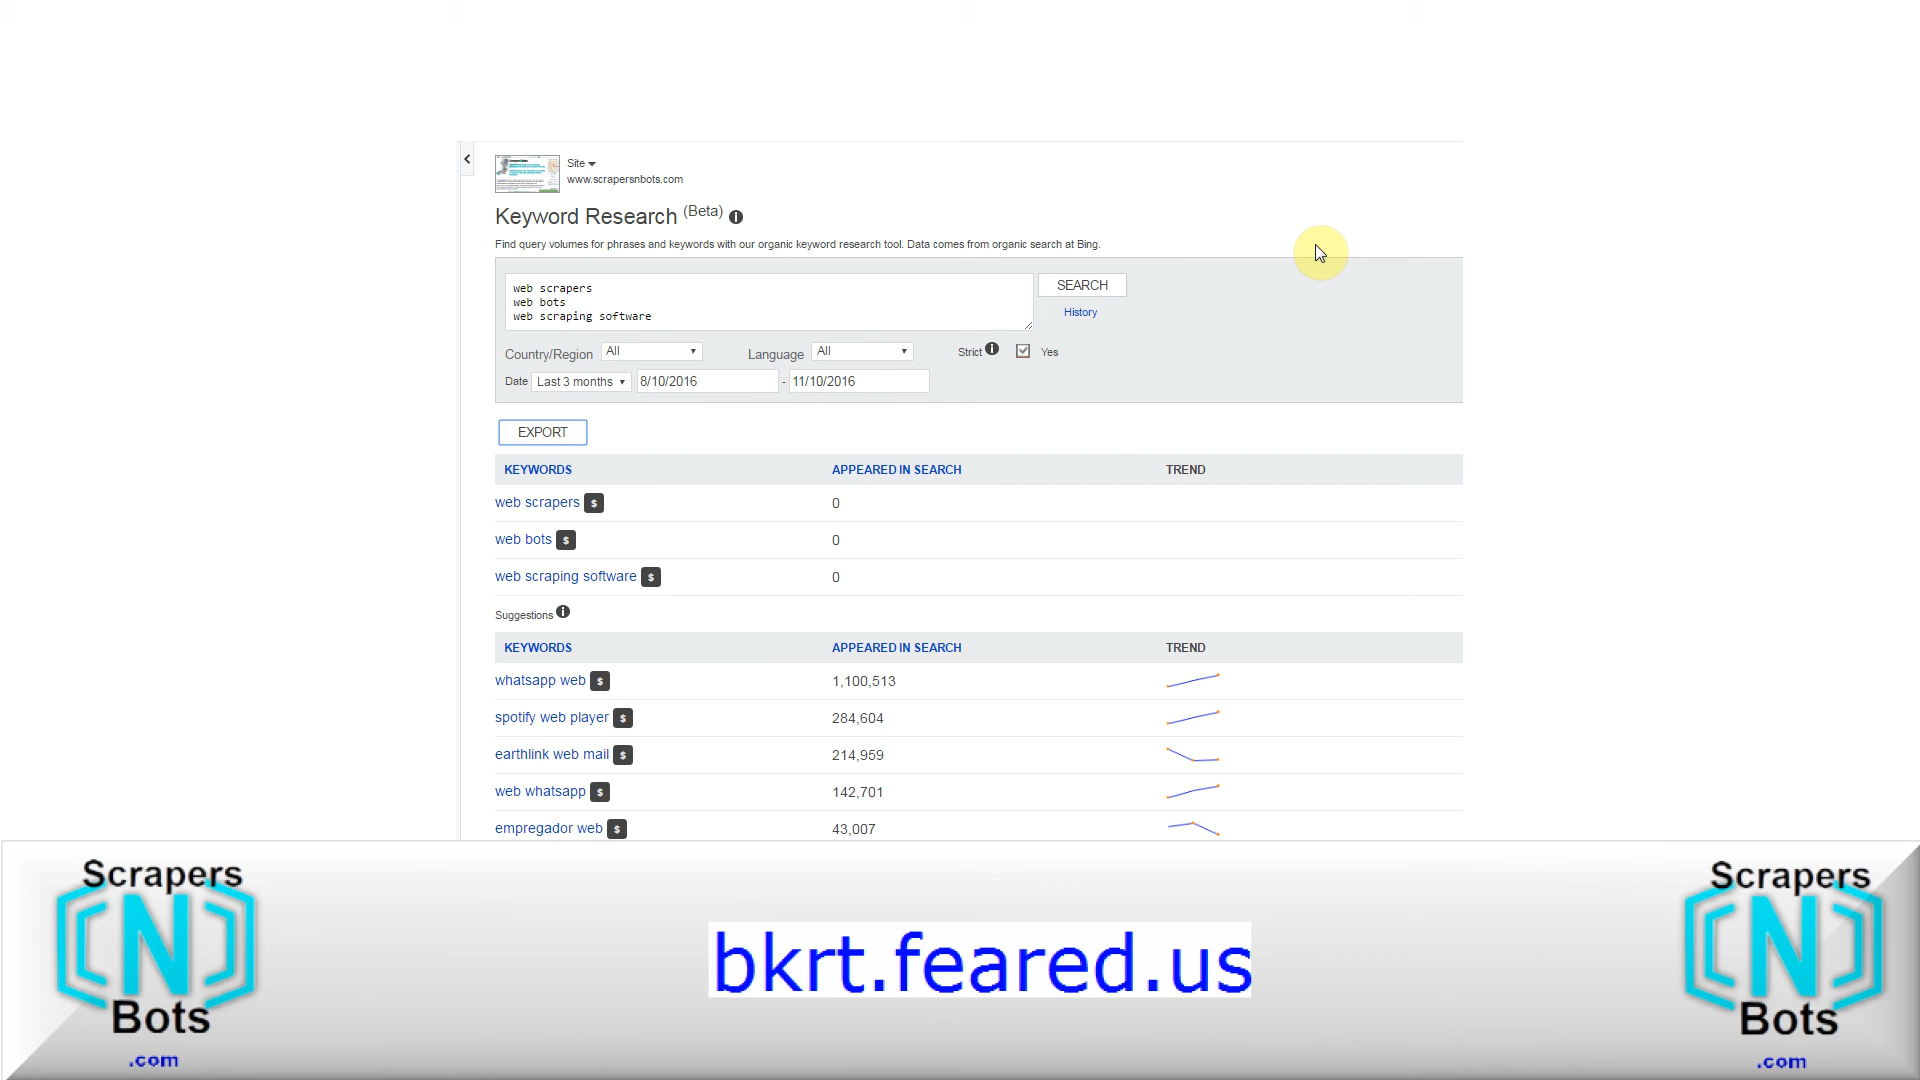 Site
www.scrapersnbots.com
Keyword Research (Beta)
Find query volumes for phrases and keywords with our organic keyword research tool. Data comes from organic search at Bing.
web scrapers
web bots
web scraping software
SEARCH
History
Country/Region All Language All Strict Yes
Date Last 3 months 8/10/2016 - 11/10/2016
EXPORT
KEYWORDS APPEARED IN SEARCH TREND
web scrapers $ 0
web bots $ 0
web scraping software $ 0
Suggestions
KEYWORDS APPEARED IN SEARCH TREND
whatsapp web $ 1,100,513
spotify web player $ 284,604
earthlink web mail $ 214,959
web whatsapp $ 142,701
empregador web $ 43,007
Scrapers
N
Bots
.com
bkrt.feared.us
Scrapers
N
Bots
.com